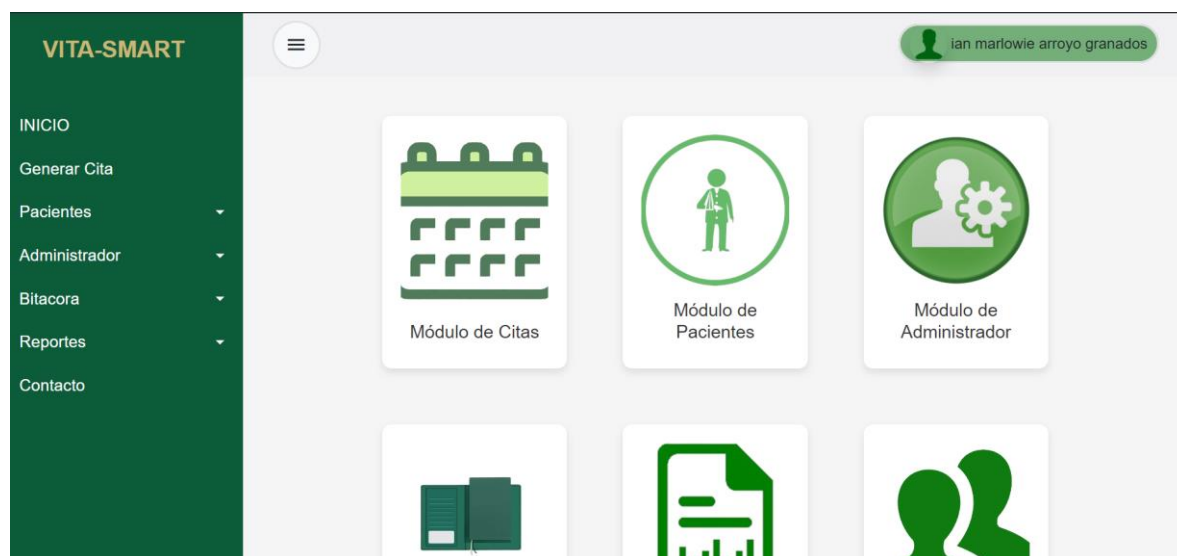 VITA-SMART
ian marlowie arroyo granados
INICIO
Generar Cita
Pacientes
Administrador
Bitacora
Reportes
Contacto
Módulo de Citas
Módulo de
Pacientes
Módulo de
Administrador